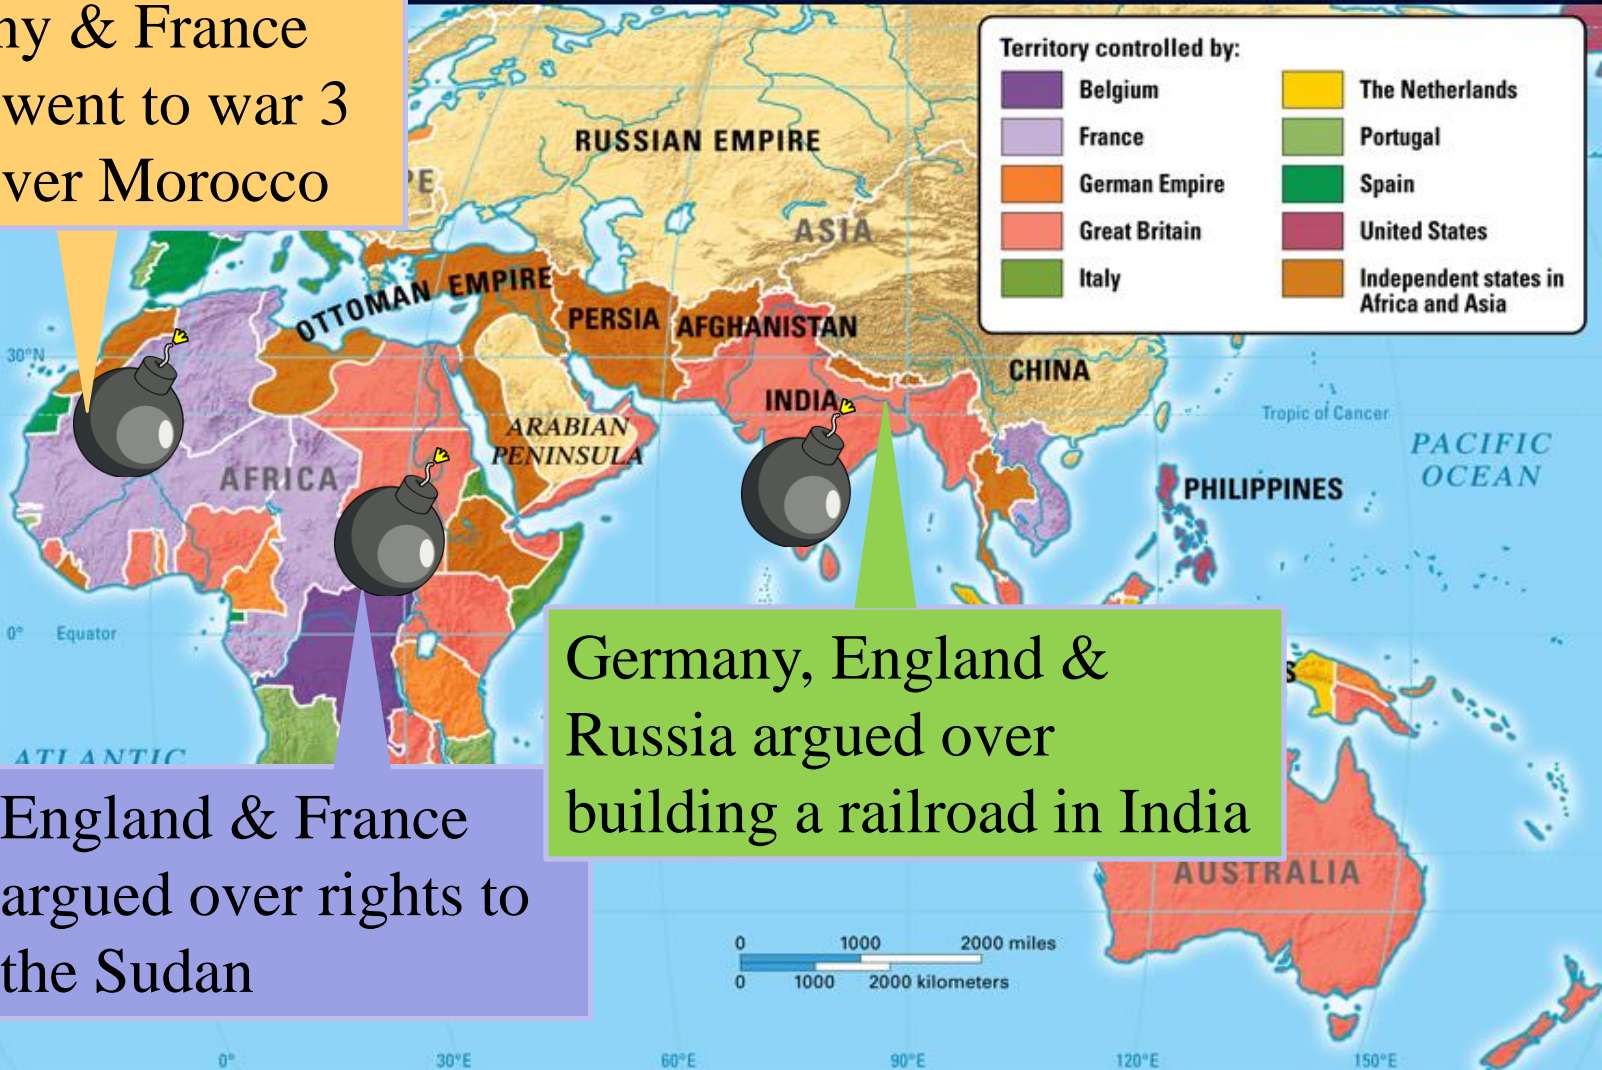 ny & France
went to war 3
ver Morocco
Territory controlled by:
Belgium
France
German Empire
Great Britain
Italy
The Netherlands
Portugal
Spain
United States
Independent states in
Africa and Asia
RUSSIAN EMPIRE
PE
ASIA
OTTOMAN EMPIRE
PERSIA
AFGHANISTAN
30°N
CHINA
INDIA
Tropic of Cancer
ARABIAN
PENINSULA
PACIFIC
OCEAN
AFRICA
PHILIPPINES
0°
Equator
S
ATLANTIC
Germany, England &
Russia argued over
building a railroad in India
England & France
argued over rights to
the Sudan
AUSTRALIA
0 1000 2000 miles
0 1000 2000 kilometers
0° 30°E 60°E 90°E 120°E 150°E